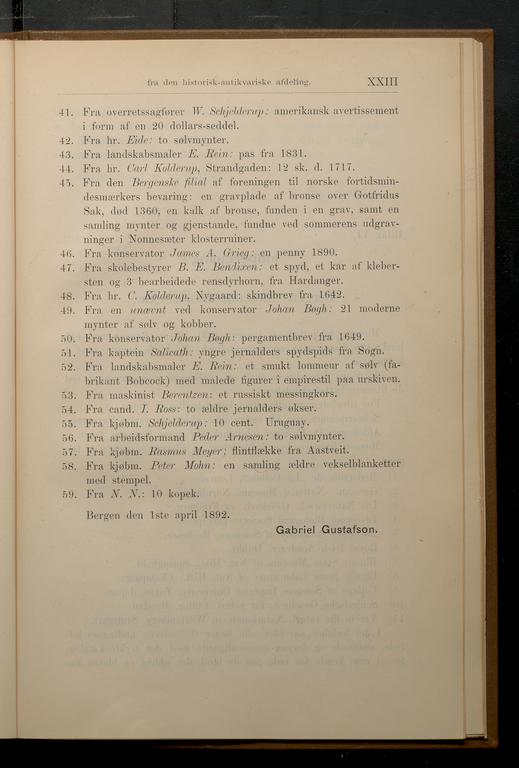 fra den historisk-antikvariske afdeling. XXIII
41. Fra overretssagfører W. Schjelderup: amerikansk avertissement
i form af en 20 dollars-seddel.
42. Fra hr. Eide: to sølvmynter.
43. Fra landskabsmaler E. Rein: pas fra 1831.
44. Fra hr. Carl Kolderup, Strandgaden: 12 sk. d. 1717.
45. Fra den Bergenske filial af foreningen til norske fortidsmin-
desmærkers bevaring: en gravplade af bronse over Gotfridus
Sak, død 1360, en kalk af bronse, funden i en grav, samt en
samling mynter og gjenstande, fundne ved sommerens udgrav-
ninger i Nonnesæter klosterruiner.
46. Fra konservator James A. Grieg: en penny 1890.
47. Fra skolebestyrer B. E. Bendixen: et spyd, et kar af kleber-
sten og 3 bearbeidede rensdyrhorn, fra Hardanger.
48. Fra hr. C. Kolderup, Nygaard: skindbrev fra 1642.
49. Fra en unævnt ved konservator Johan Bøgh: 21 moderne
mynter af sølv og kobber.
50. Fra konservator Johan Bøgh: pergamentbrev fra 1649.
51. Fra kaptein Salicath: yngre jernalders spydspids fra Sogn.
52. Fra landskabsmaler E. Rein: et smukt lommeur af sølv (fa-
brikant Bobcock) med malede figurer i empirestil paa urskiven.
53. Fra maskinist Berentzen: et russiskt messingkors.
54. Fra cand. I. Ross: to ældre jernalders økser.
55. Fra kjøbm. Schjelderup: 10 cent. Uruguay.
56. Fra arbeidsformand Peder Arnesen: to sølvmynter.
57. Fra kjøbm. Rasmus Meyer: flintflække fra Aastveit.
58. Fra kjøbm. Peter Mohn: en samling ældre vekselblanketter
med stempel.
59. Fra N. N.: 10 kopek.
Bergen den 1ste april 1892.
Gabriel Gustafson.